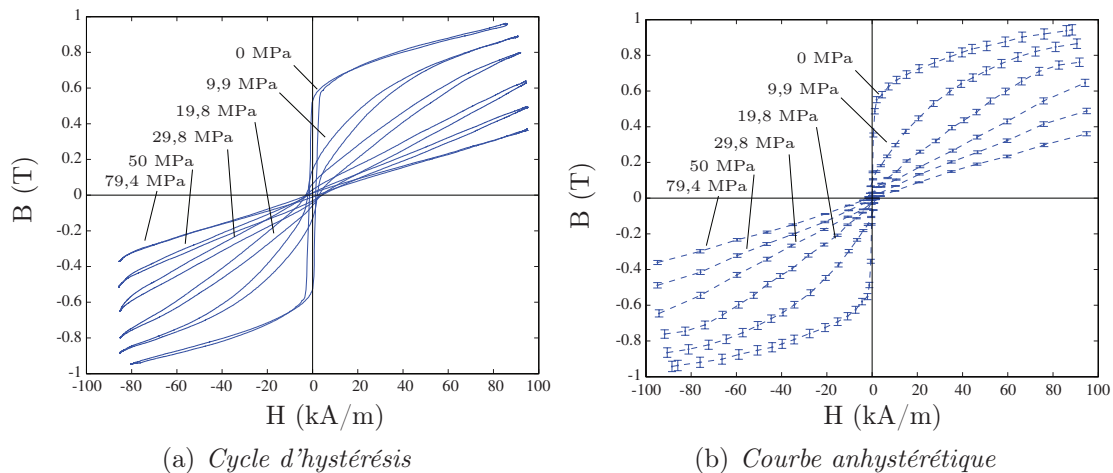 1
0.8
0.6
0.4
0.2
0
-0.2
-0.4
-0.6
-0.8
-1
B (T)
0 MPa
9,9 MPa
19,8 MPa
29,8 MPa
50 MPa
79,4 MPa
-100 -80 -60 -40 -20 0 20 40 60 80 100
H (kA/m)
(a) Cycle d'hystérésis
1
0.8
0.6
0.4
0.2
0
-0.2
-0.4
-0.6
-0.8
-1
B (T)
0 MPa
9,9 MPa
19,8 MPa
29,8 MPa
50 MPa
79,4 MPa
-100 -80 -60 -40 -20 0 20 40 60 80 100
H (kA/m)
(b) Courbe anhystérétique